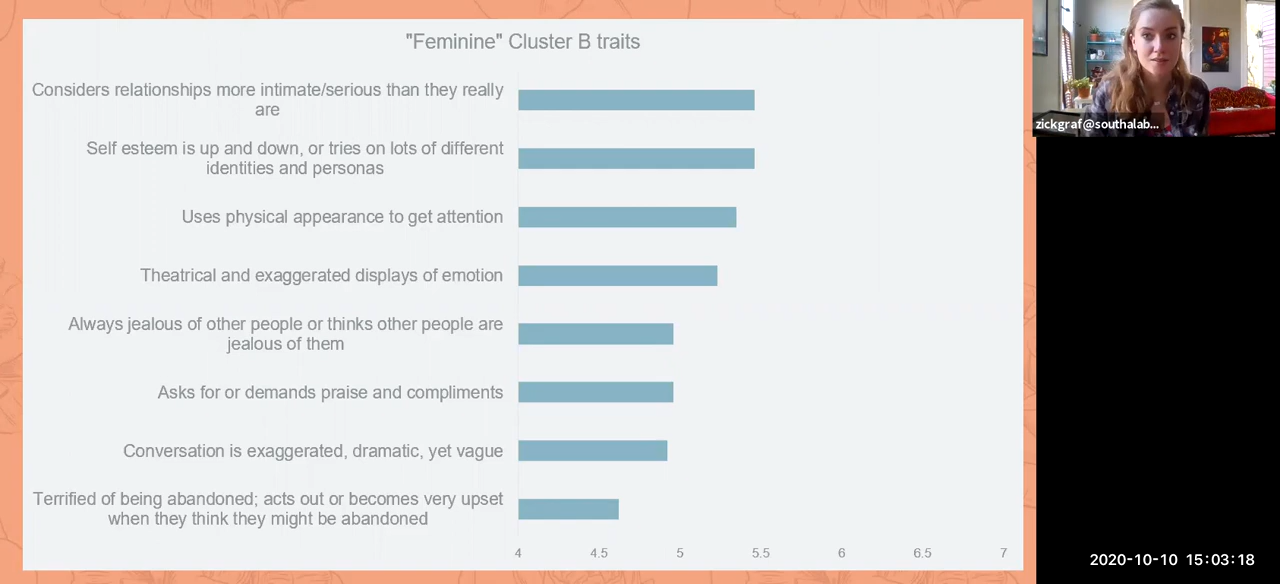 "Feminine" Cluster B traits
Considers relationships more intimate/serious than they really
are
Self esteem is up and down, or tries on lots of different
identities and personas
Uses physical appearance to get attention
Theatrical and exaggerated displays of emotion
Always jealous of other people or thinks other people are
jealous of them
Asks for or demands praise and compliments
Conversation is exaggerated, dramatic, yet vague
Terrified of being abandoned; acts out or becomes very upset
when they think they might be abandoned
4 4.5 5 5.5 6 6.5 7
zickgraf@southalab...
2020-10-10 15:03:18